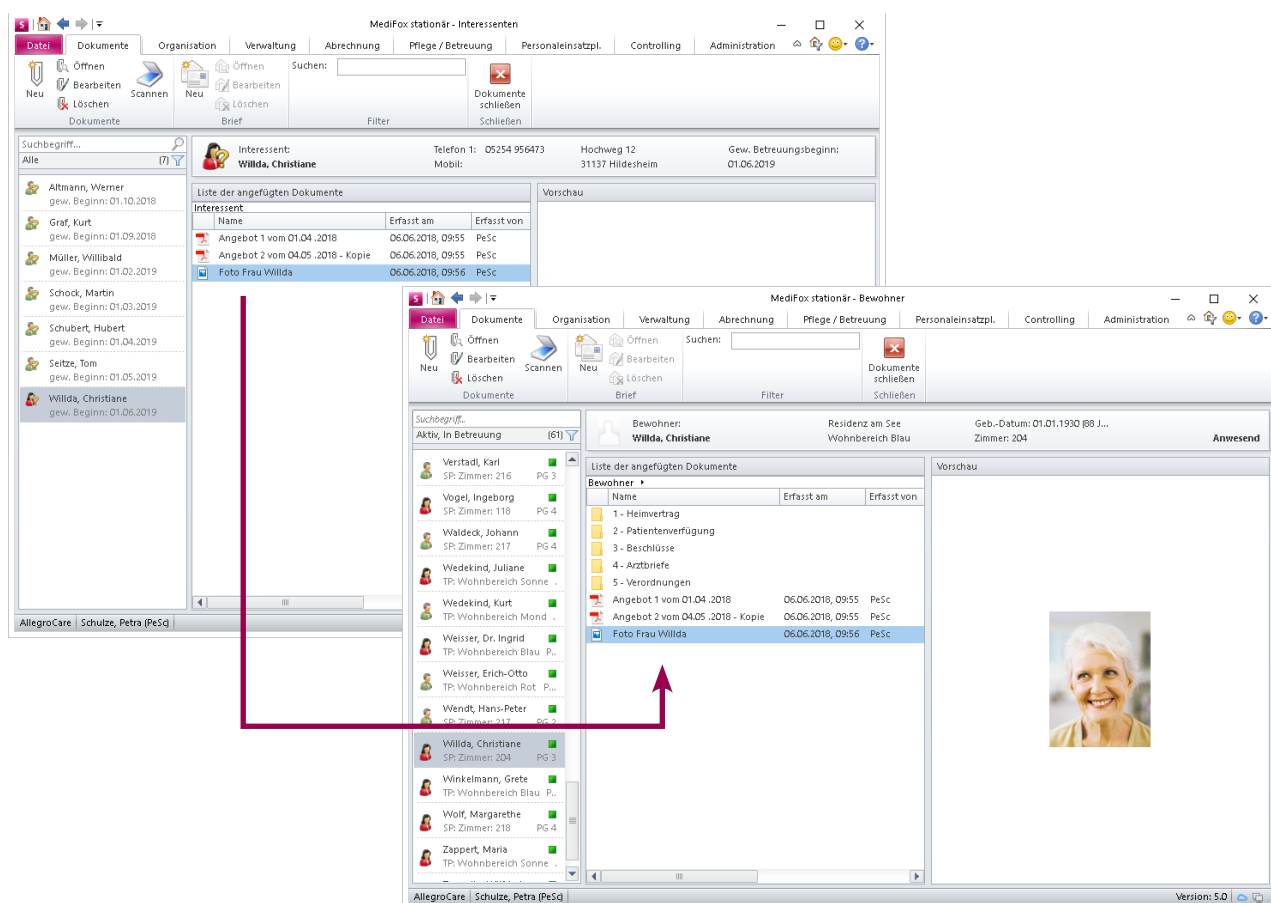 MediFox stationär - Interessenten
Datei Dokumente Organisation Verwaltung Abrechnung Pflege / Betreuung Personaleinsatzpl. Controlling Administration
Neu
Öffnen
Bearbeiten
Löschen
Scannen
Dokumente
Neu
Öffnen
Bearbeiten
Löschen
Brief
Suchen:
Filter
Dokumente
schließen
Schließen
Suchbegriff...
Alle (7)
Altmann, Werner
gew. Beginn: 01.10.2018
Graf, Kurt
gew. Beginn: 01.09.2018
Müller, Willibald
gew. Beginn: 01.02.2019
Schock, Martin
gew. Beginn: 01.03.2019
Schubert, Hubert
gew. Beginn: 01.04.2019
Seitze, Tom
gew. Beginn: 01.05.2019
Willda, Christiane
gew. Beginn: 01.06.2019
Interessent: Telefon 1: 05254 956473 Hochweg 12 Gew. Betreuungsbeginn:
Willda, Christiane Mobil: 31137 Hildesheim 01.06.2019
Liste der angefügten Dokumente Vorschau
Interessent
Name Erfasst am Erfasst von
Angebot 1 vom 01.04 .2018 06.06.2018, 09:55 PeSc
Angebot 2 vom 04.05 .2018 - Kopie 06.06.2018, 09:55 PeSc
Foto Frau Willda 06.06.2018, 09:56 PeSc
AllegroCare Schulze, Petra (PeSc)
MediFox stationär - Bewohner
Datei Dokumente Organisation Verwaltung Abrechnung Pflege / Betreuung Personaleinsatzpl. Controlling Administration
Neu
Öffnen
Bearbeiten
Löschen
Scannen
Dokumente
Neu
Öffnen
Bearbeiten
Löschen
Brief
Suchen:
Filter
Dokumente
schließen
Schließen
Suchbegriff...
Aktiv, In Betreuung (61)
Verstadl, Karl
SP: Zimmer: 216 PG 3
Vogel, Ingeborg
SP: Zimmer: 118 PG 4
Waldeck, Johann
SP: Zimmer: 217 PG 4
Wedekind, Juliane
TP: Wohnbereich Sonne .
Wedekind, Kurt
TP: Wohnbereich Mond .
Weisser, Dr. Ingrid
TP: Wohnbereich Blau P..
Weisser, Erich-Otto
TP: Wohnbereich Rot P...
Wendt, Hans-Peter
SP: Zimmer: 217 PG 2
Willda, Christiane
SP: Zimmer: 204 PG 3
Winkelmann, Grete
TP: Wohnbereich Blau P..
Wolf, Margarethe
SP: Zimmer: 218 PG 4
Zappert, Maria
TP: Wohnbereich Sonne .
Bewohner: Residenz am See Geb.-Datum: 01.01.1930 (88 J...
Willda, Christiane Wohnbereich Blau Zimmer: 204 Anwesend
Liste der angefügten Dokumente Vorschau
Bewohner
Name Erfasst am Erfasst von
1 - Heimvertrag
2 - Patientenverfügung
3 - Beschlüsse
4 - Arztbriefe
5 - Verordnungen
Angebot 1 vom 01.04 .2018 06.06.2018, 09:55 PeSc
Angebot 2 vom 04.05 .2018 - Kopie 06.06.2018, 09:55 PeSc
Foto Frau Willda 06.06.2018, 09:56 PeSc
AllegroCare Schulze, Petra (PeSc) Version: 5.0